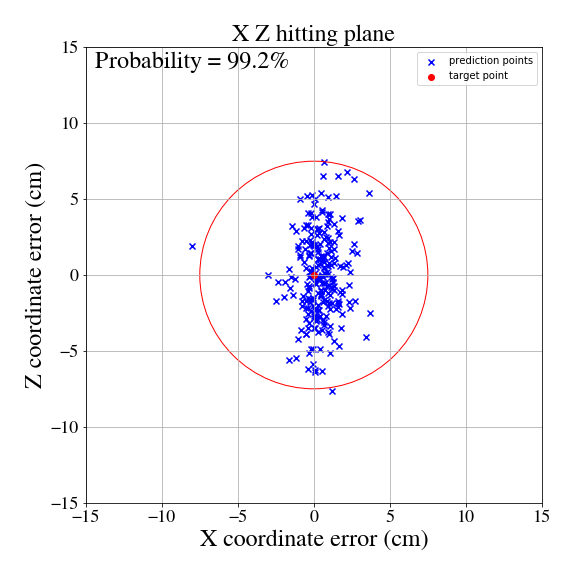 X Z hitting plane
Probability = 99.2%
prediction points
target point
15
10
5
0
−5
−10
−15
Z coordinate error (cm)
−15 −10 −5 0 5 10 15
X coordinate error (cm)